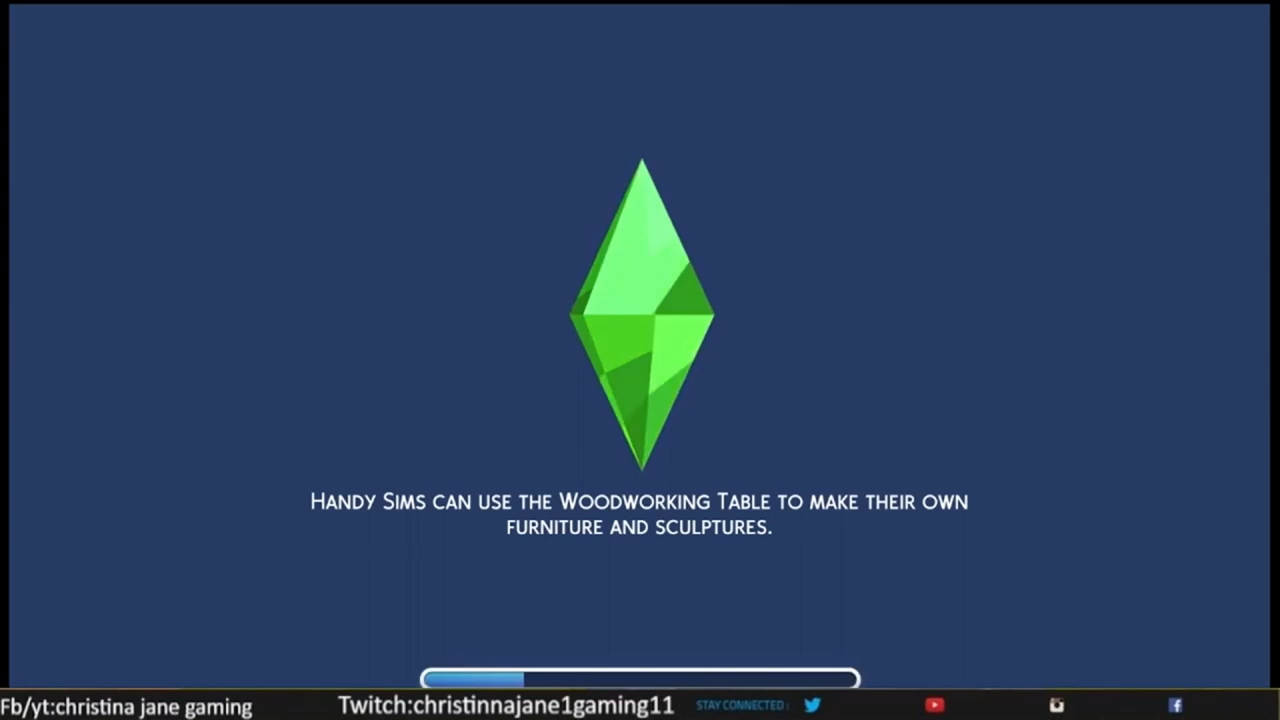 Handy Sims can use the Woodworking Table to make their own
furniture and sculptures.
Fb/yt:christina jane gaming
Twitch:christinnajane1gaming11
STAY CONNECTED :